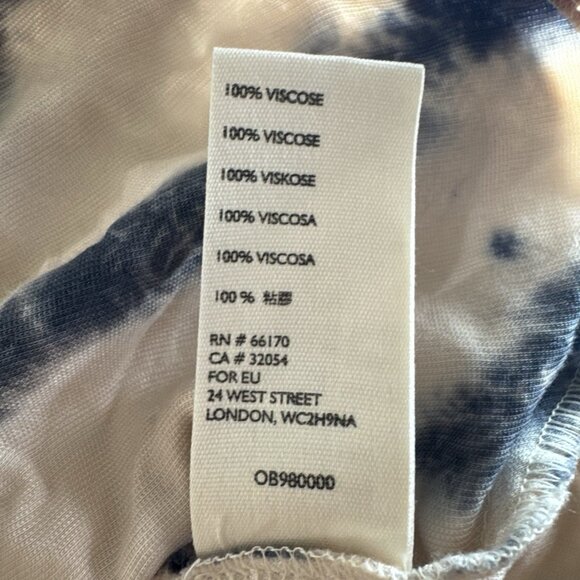 100% VISCOSE
100% VISCOSE
100% VISKOSE
100% VISCOSA
100% VISCOSA
100 % 粘膠
RN # 66170
CA # 32054
FOR EU
24 WEST STREET
LONDON, WC2H9NA
OB980000